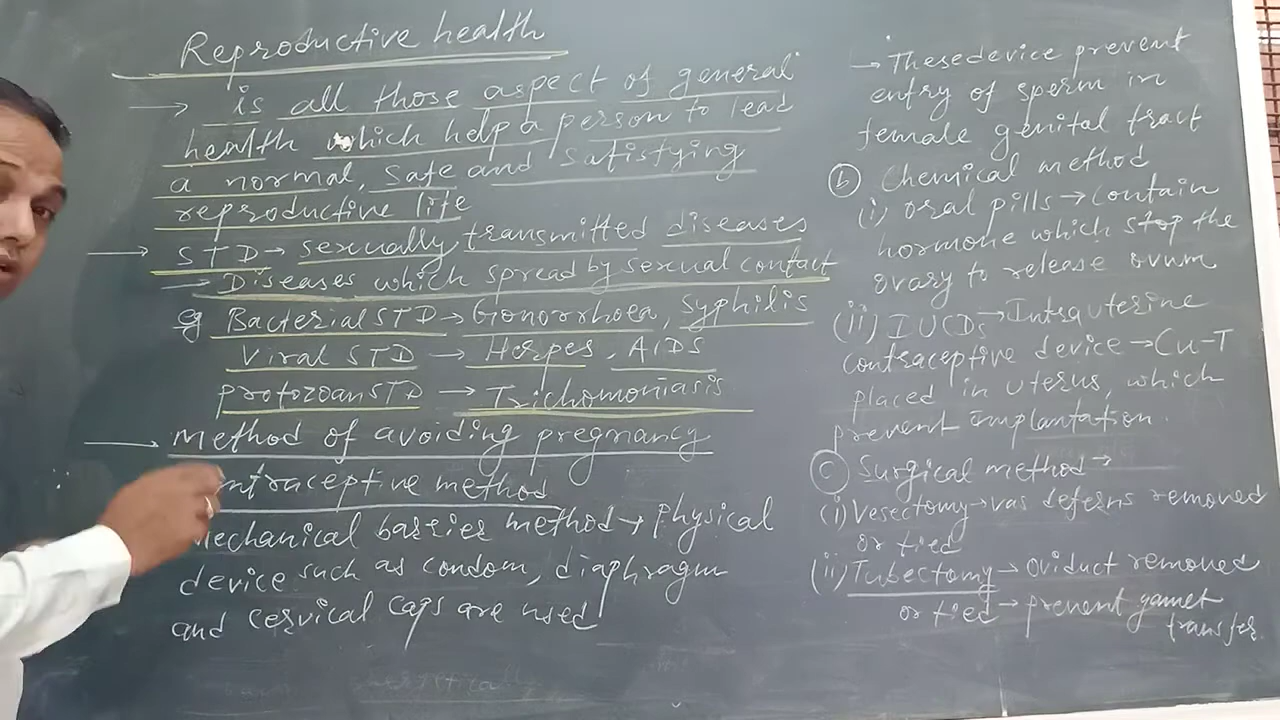 Reproductive health
→ is all those aspect of general
health which help a person to lead
a normal, safe and satisfying
reproductive life
→ STD → sexually transmitted diseases
→ Diseases which spread by sexual contact
eg Bacterial STD → Gonorrhoea, Syphilis
Viral STD → Herpes, AIDS
protozoan STD → Trichomoniasis
→ Method of avoiding pregnancy
ntraceptive method
Mechanical barrier method → physical
device such as condom, diaphragm
and cervical caps are used
→ These device prevent
entry of sperm in
female genital tract
(b) Chemical method
(i) oral pills → contain
hormone which stop the
ovary to release ovum
(ii) IUCDs → Intrauterine
contraceptive device → Cu-T
placed in uterus, which
prevent implantation.
(c) Surgical method →
(i) Vesectomy → vas deferns removed
or tied
(ii) Tubectomy → oviduct removed
or tied → prevent gamet
transfer.